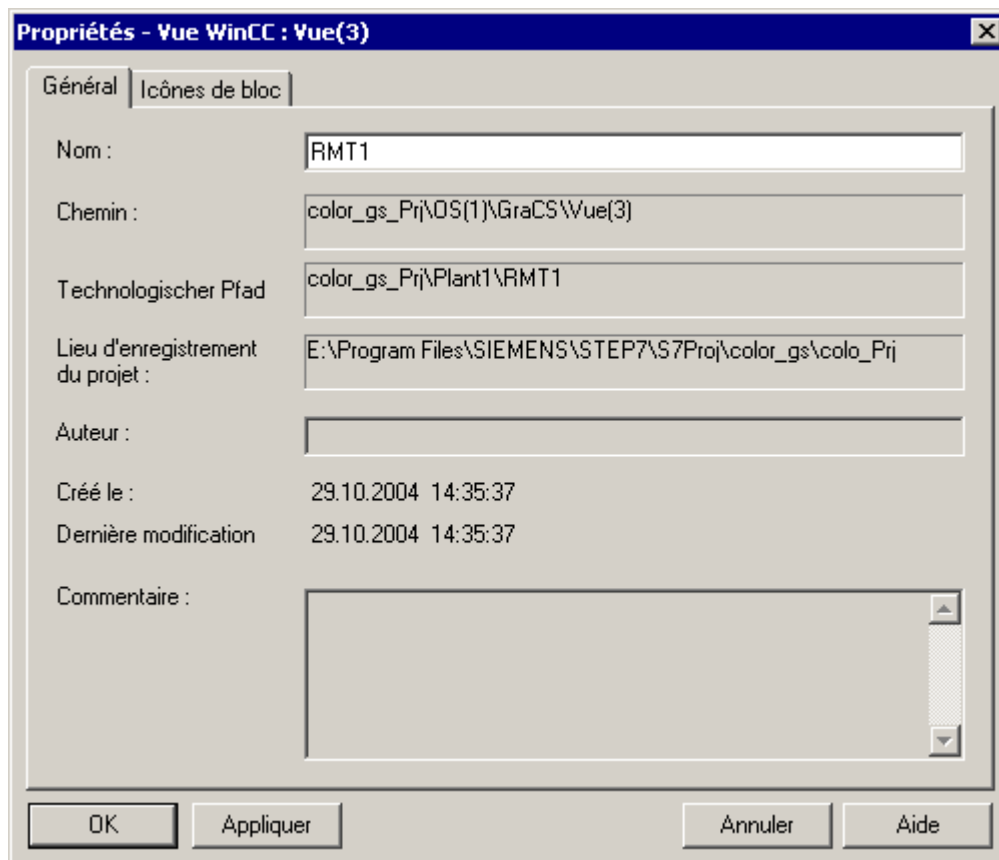 Propriétés - Vue WinCC : Vue(3)
Général Icônes de bloc
Nom : RMT1
Chemin : color_gs_Prj\OS(1)\GraCS\Vue(3)
Technologischer Pfad color_gs_Prj\Plant1\RMT1
Lieu d'enregistrement E:\Program Files\SIEMENS\STEP7\S7Proj\color_gs\colo_Prj
du projet :
Auteur :
Créé le : 29.10.2004 14:35:37
Dernière modification 29.10.2004 14:35:37
Commentaire :
OK Appliquer Annuler Aide